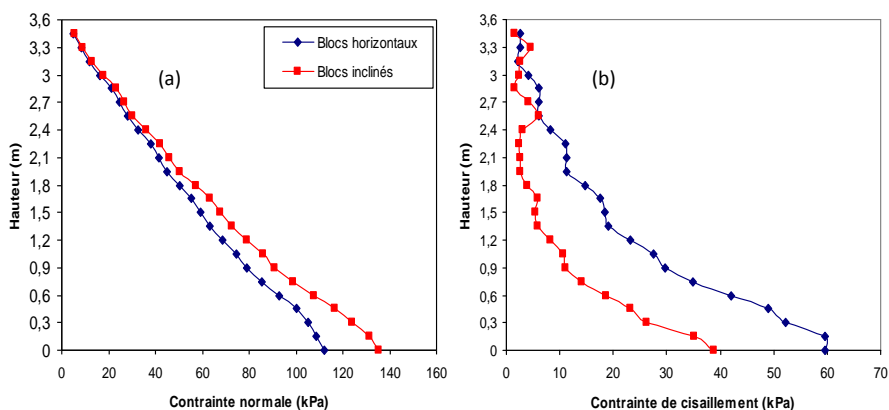 3,6
3,3
3
2,7
2,4
2,1
1,8
1,5
1,2
0,9
0,6
0,3
0
Hauteur (m)
(a)
Blocs horizontaux
Blocs inclinés
0 20 40 60 80 100 120 140 160
Contrainte normale (kPa)
3,6
3,3
3
2,7
2,4
2,1
1,8
1,5
1,2
0,9
0,6
0,3
0
Hauteur (m)
(b)
0 10 20 30 40 50 60 70
Contrainte de cisaillement (kPa)